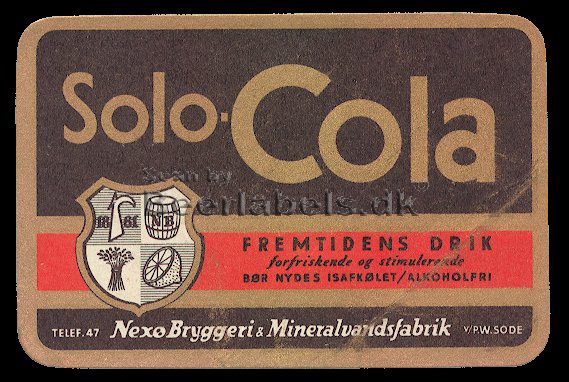 Solo-Cola
Scan by
Beerlabels.dk
18 NB
61
FREMTIDENS DRIK
forfriskende og stimulerende
BØR NYDES ISAFKØLET/ALKOHOLFRI
TELEF. 47 Nexø Bryggeri & Mineralvandsfabrik V/P.W. SODE